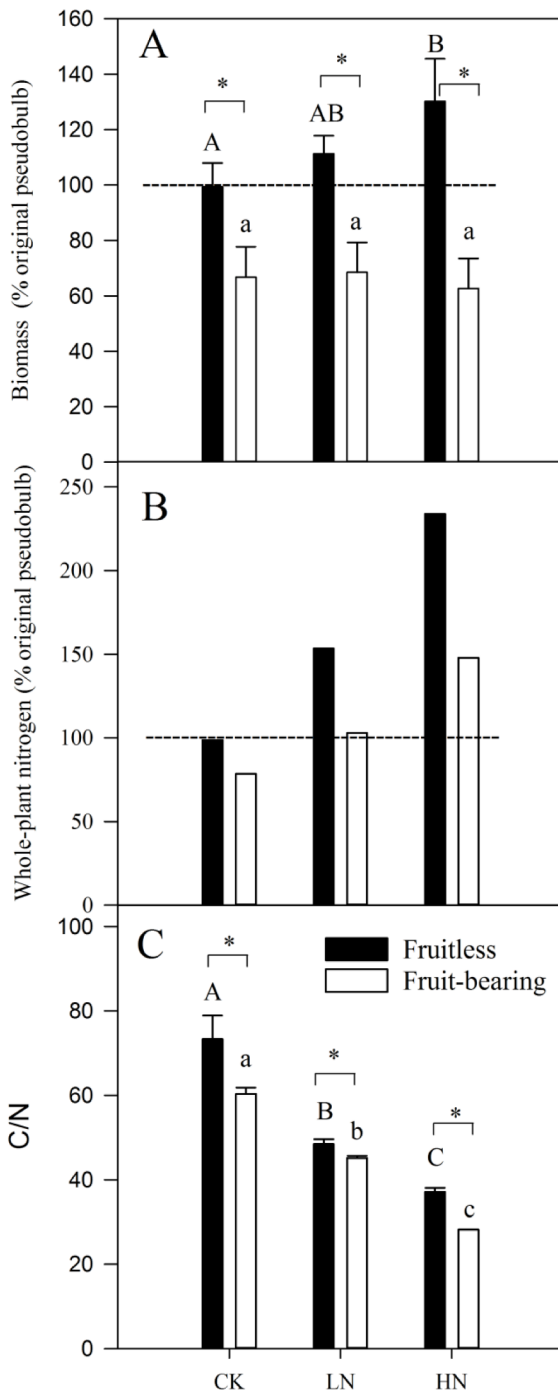 A
Biomass (% original pseudobulb)
160
140
120
100
80
60
40
20
0
*
*
*
A
AB
B
a
a
a
B
Whole-plant nitrogen (% original pseudobulb)
250
200
150
100
50
0
C
C/N
100
80
60
40
20
0
Fruitless
Fruit-bearing
*
*
*
A
a
B
b
C
c
CK
LN
HN